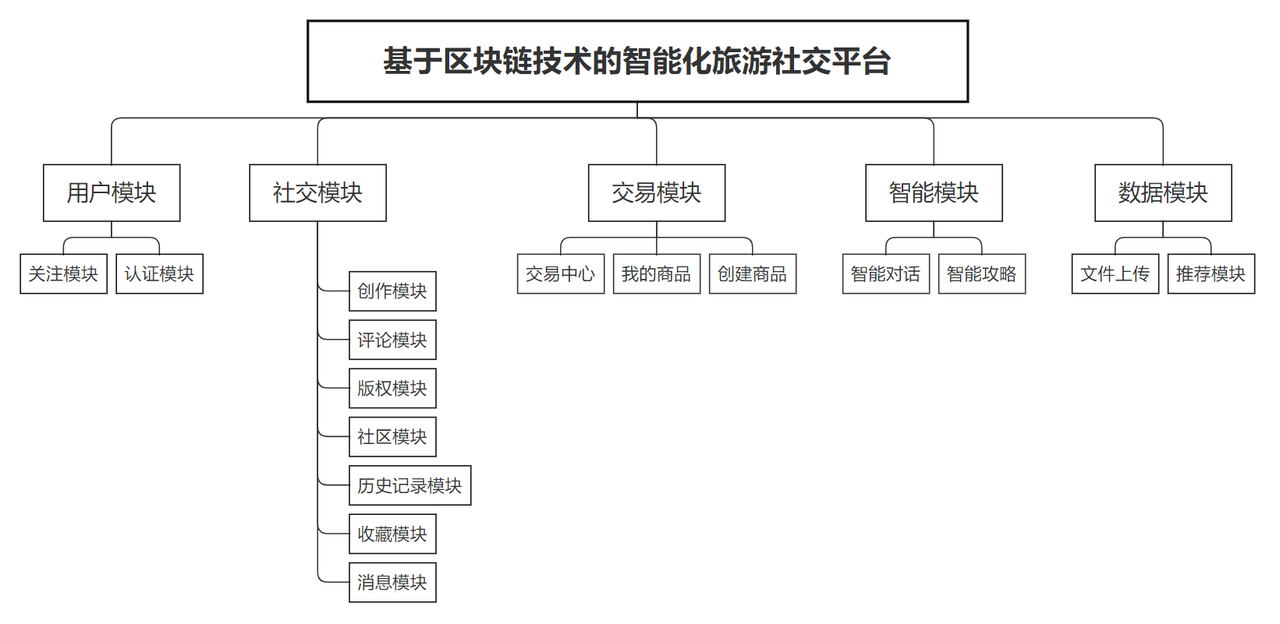 基于区块链技术的智能化旅游社交平台
用户模块
社交模块
交易模块
智能模块
数据模块
关注模块
认证模块
交易中心
我的商品
创建商品
智能对话
智能攻略
文件上传
推荐模块
创作模块
评论模块
版权模块
社区模块
历史记录模块
收藏模块
消息模块